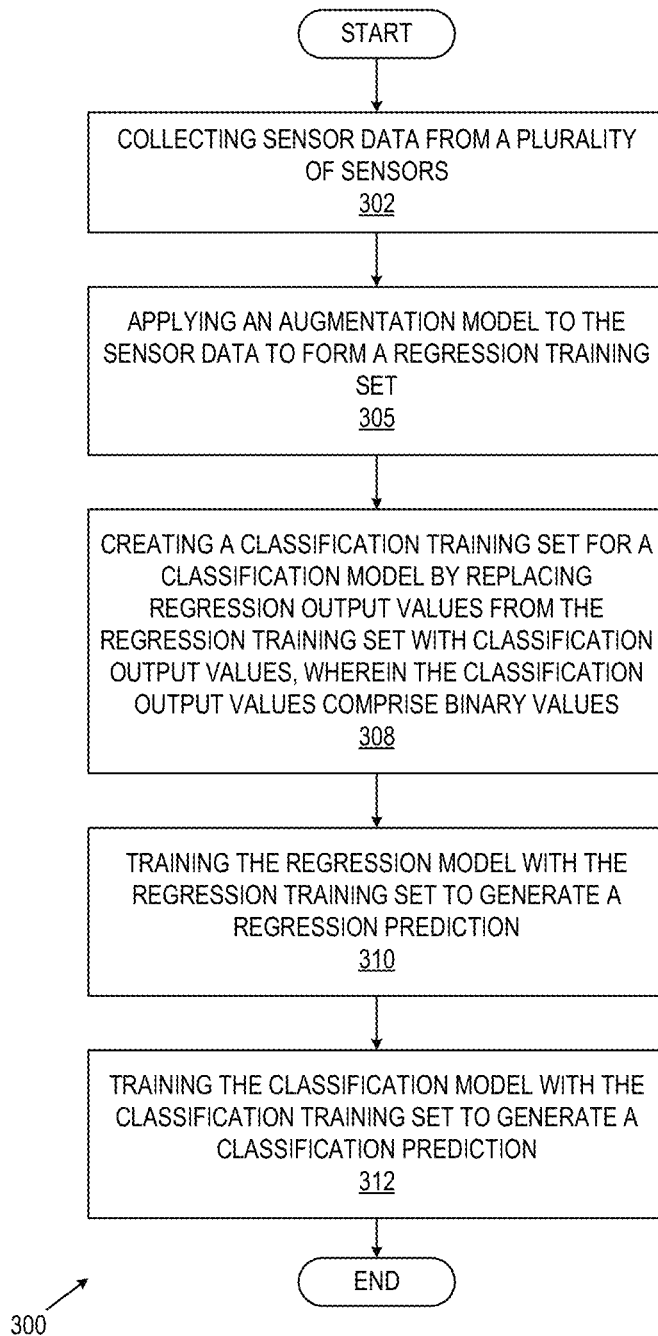 START
COLLECTING SENSOR DATA FROM A PLURALITY
OF SENSORS
302
APPLYING AN AUGMENTATION MODEL TO THE
SENSOR DATA TO FORM A REGRESSION TRAINING
SET
305
CREATING A CLASSIFICATION TRAINING SET FOR A
CLASSIFICATION MODEL BY REPLACING
REGRESSION OUTPUT VALUES FROM THE
REGRESSION TRAINING SET WITH CLASSIFICATION
OUTPUT VALUES, WHEREIN THE CLASSIFICATION
OUTPUT VALUES COMPRISE BINARY VALUES
308
TRAINING THE REGRESSION MODEL WITH THE
REGRESSION TRAINING SET TO GENERATE A
REGRESSION PREDICTION
310
TRAINING THE CLASSIFICATION MODEL WITH THE
CLASSIFICATION TRAINING SET TO GENERATE A
CLASSIFICATION PREDICTION
312
END
300